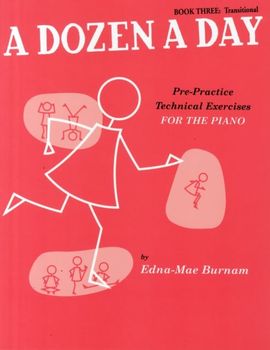 BOOK THREE: Transitional
A DOZEN A DAY
Pre-Practice
Technical Exercises
FOR THE PIANO
by
Edna-Mae Burnam